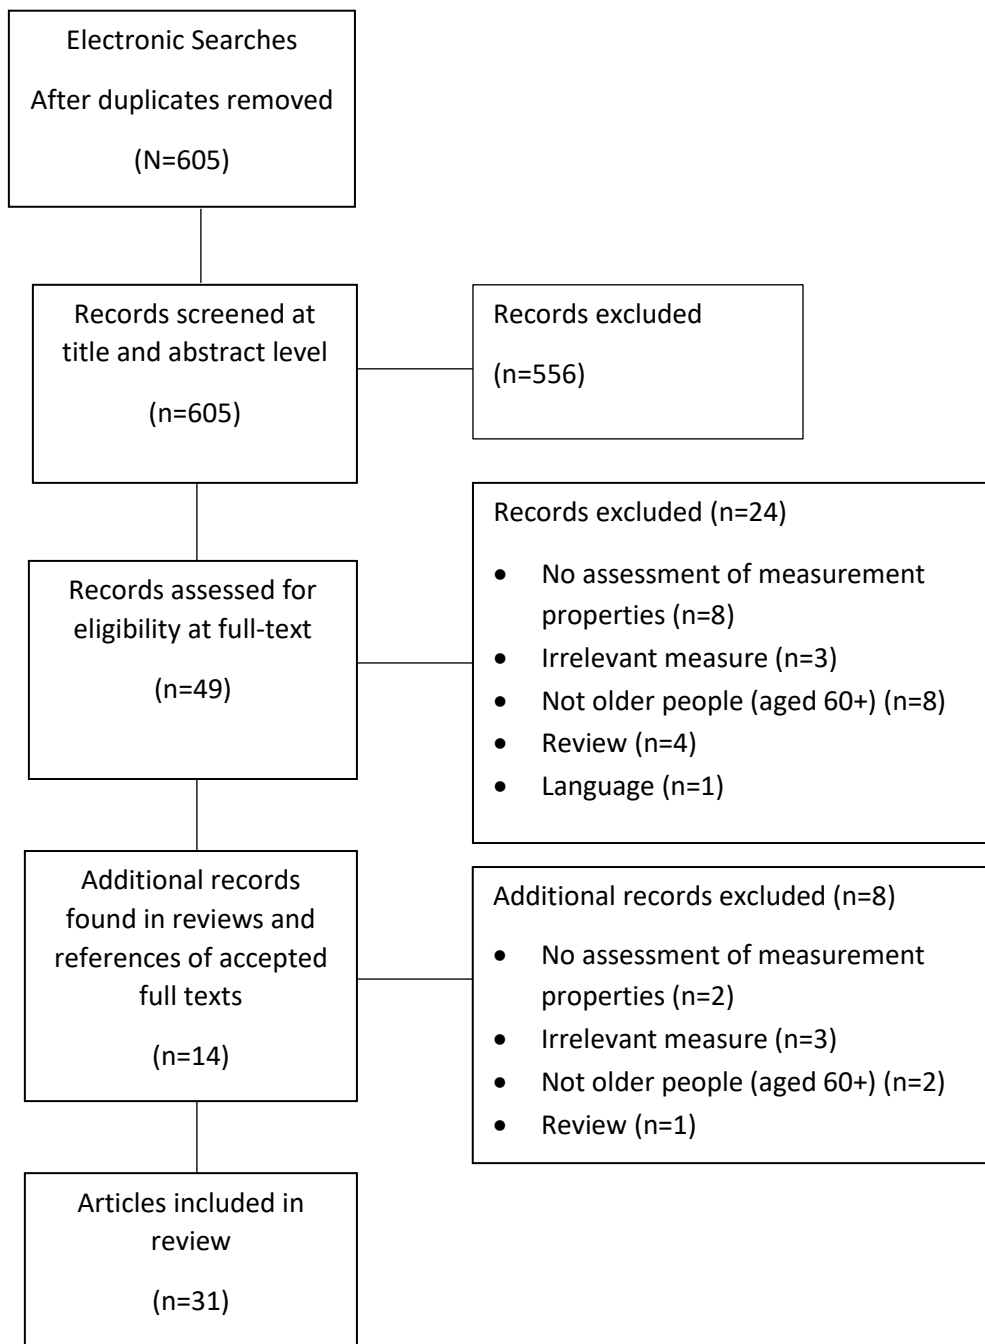 Electronic Searches
After duplicates removed
(N=605)
Records screened at
title and abstract level
(n=605)
Records excluded
(n=556)
Records assessed for
eligibility at full-text
(n=49)
Records excluded (n=24)
• No assessment of measurement
properties (n=8)
• Irrelevant measure (n=3)
• Not older people (aged 60+) (n=8)
• Review (n=4)
• Language (n=1)
Additional records
found in reviews and
references of accepted
full texts
(n=14)
Additional records excluded (n=8)
• No assessment of measurement
properties (n=2)
• Irrelevant measure (n=3)
• Not older people (aged 60+) (n=2)
• Review (n=1)
Articles included in
review
(n=31)